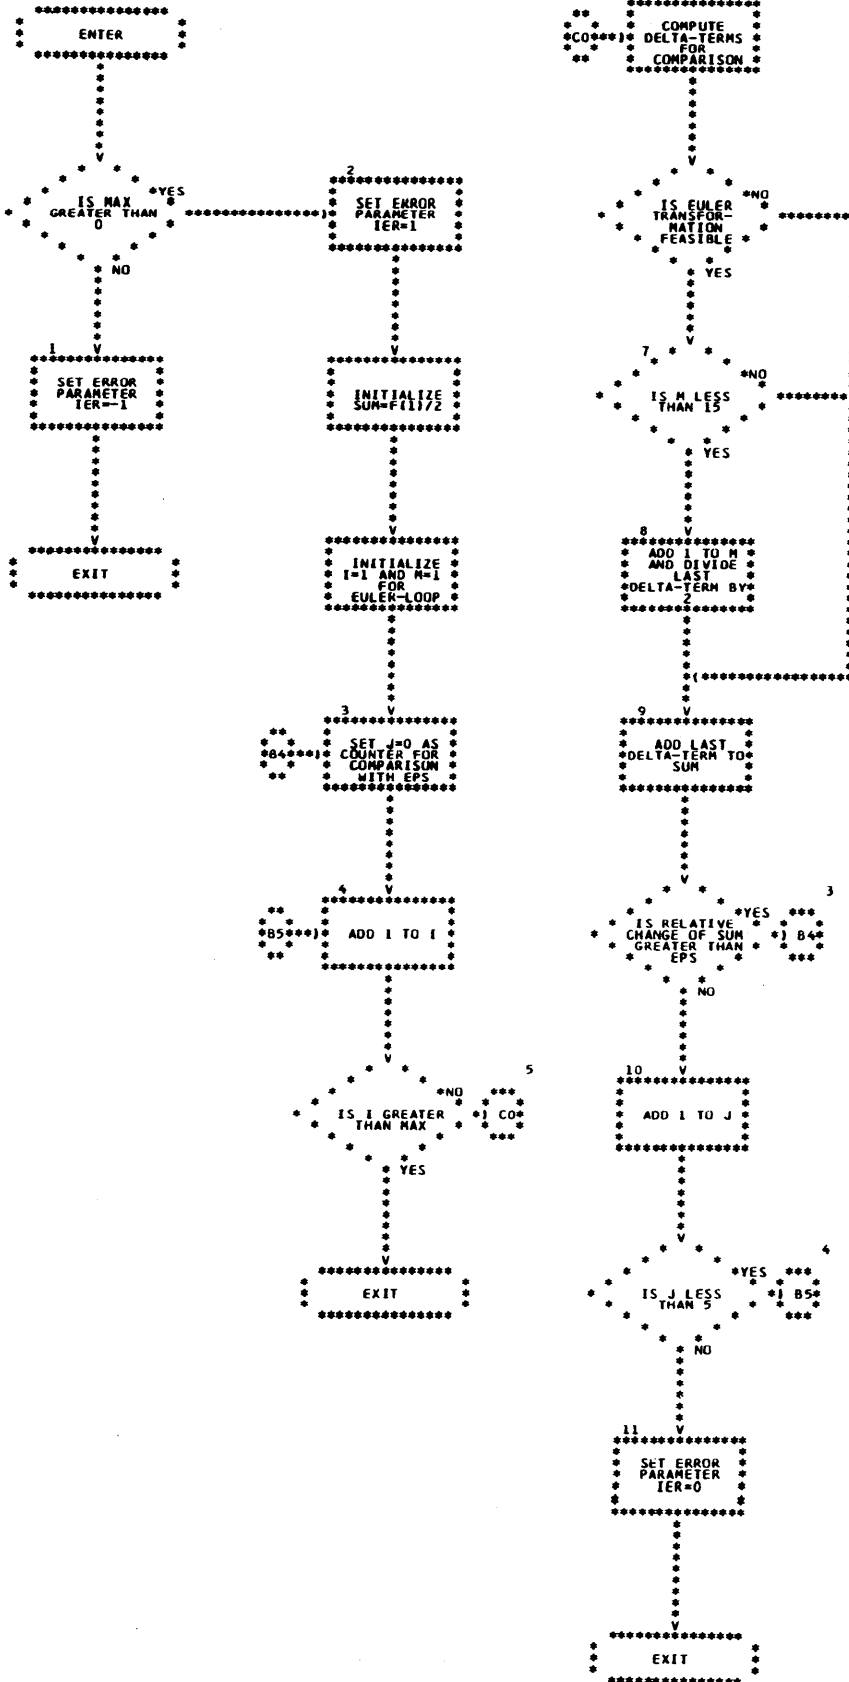 ENTER
IS MAX
GREATER THAN
0
YES
NO
1
SET ERROR
PARAMETER
IER=-1
EXIT
2
SET ERROR
PARAMETER
IER=1
INITIALIZE
SUM=F(1)/2
INITIALIZE
I=1 AND M=1
FOR
EULER-LOOP
3
B4
SET J=0 AS
COUNTER FOR
COMPARISON
WITH EPS
4
B5
ADD 1 TO I
IS I GREATER
THAN MAX
NO
5
C0
YES
EXIT
C0
COMPUTE
DELTA-TERMS
FOR
COMPARISON
IS EULER
TRANSFOR-
MATION
FEASIBLE
NO
YES
7
IS M LESS
THAN 15
NO
YES
8
ADD 1 TO M
AND DIVIDE
LAST
DELTA-TERM BY
2
9
ADD LAST
DELTA-TERM TO
SUM
IS RELATIVE
CHANGE OF SUM
GREATER THAN
EPS
YES
3
B4
NO
10
ADD 1 TO J
IS J LESS
THAN 5
YES
4
B5
NO
11
SET ERROR
PARAMETER
IER=0
EXIT